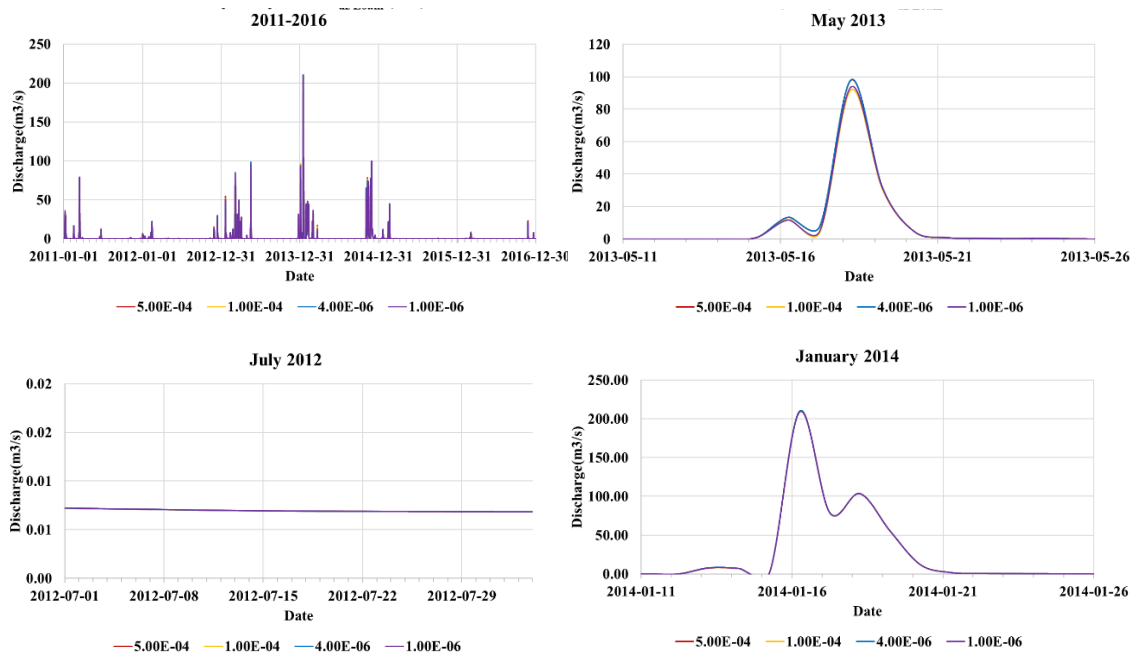 2011-2016
250
200
150
100
50
0
Discharge(m3/s)
2011-01-01 2012-01-01 2012-12-31 2013-12-31 2014-12-31 2015-12-31 2016-12-30
Date
5.00E-04 1.00E-04 4.00E-06 1.00E-06
May 2013
120
100
80
60
40
20
0
Discharge(m3/s)
2013-05-11 2013-05-16 2013-05-21 2013-05-26
Date
5.00E-04 1.00E-04 4.00E-06 1.00E-06
July 2012
0.02
0.02
0.01
0.01
0.00
Discharge(m3/s)
2012-07-01 2012-07-08 2012-07-15 2012-07-22 2012-07-29
Date
5.00E-04 1.00E-04 4.00E-06 1.00E-06
January 2014
250.00
200.00
150.00
100.00
50.00
0.00
Discharge(m3/s)
2014-01-11 2014-01-16 2014-01-21 2014-01-26
Date
5.00E-04 1.00E-04 4.00E-06 1.00E-06